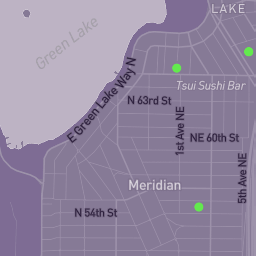 LAKE
Green Lake
E Green Lake Way N
Tsui Sushi Bar
N 63rd St
1st Ave NE
NE 60th St
5th Ave NE
Meridian
N 54th St